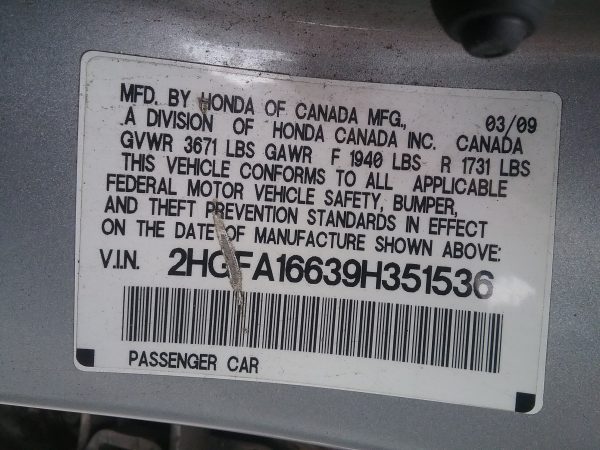 MFD. BY HONDA OF CANADA MFG., 03/09
A DIVISION OF HONDA CANADA INC. CANADA
GVWR 3671 LBS GAWR F 1940 LBS R 1731 LBS
THIS VEHICLE CONFORMS TO ALL APPLICABLE
FEDERAL MOTOR VEHICLE SAFETY, BUMPER,
AND THEFT PREVENTION STANDARDS IN EFFECT
ON THE DATE OF MANUFACTURE SHOWN ABOVE:
V.I.N. 2HGFA16639H351536
PASSENGER CAR